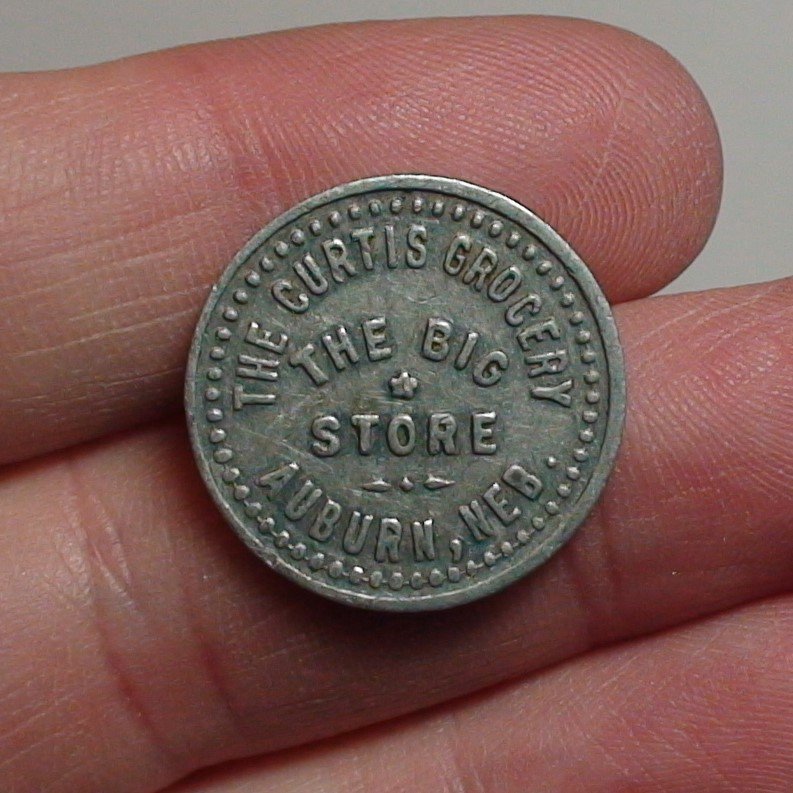 THE CURTIS GROCERY
THE BIG
STORE
AUBURN, NEB.